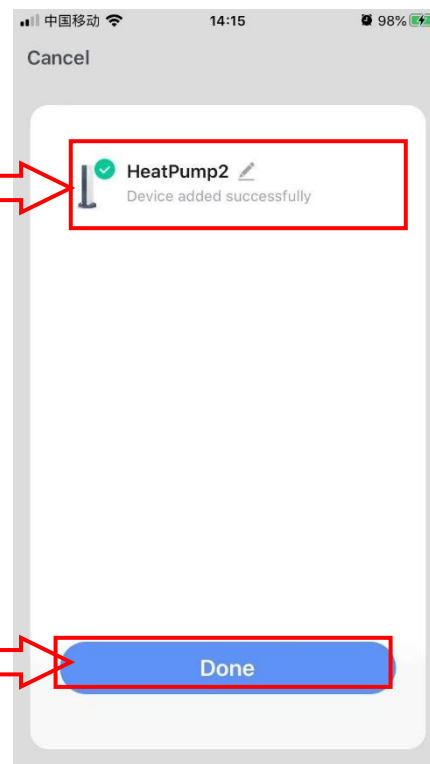 中国移动 14:15 98%
Cancel
HeatPump2
Device added successfully
Done